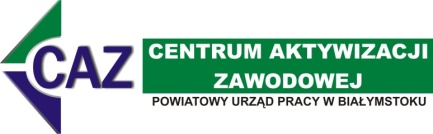 CAZ
CENTRUM AKTYWIZACJI
ZAWODOWEJ
POWIATOWY URZĄD PRACY W BIAŁYMSTOKU